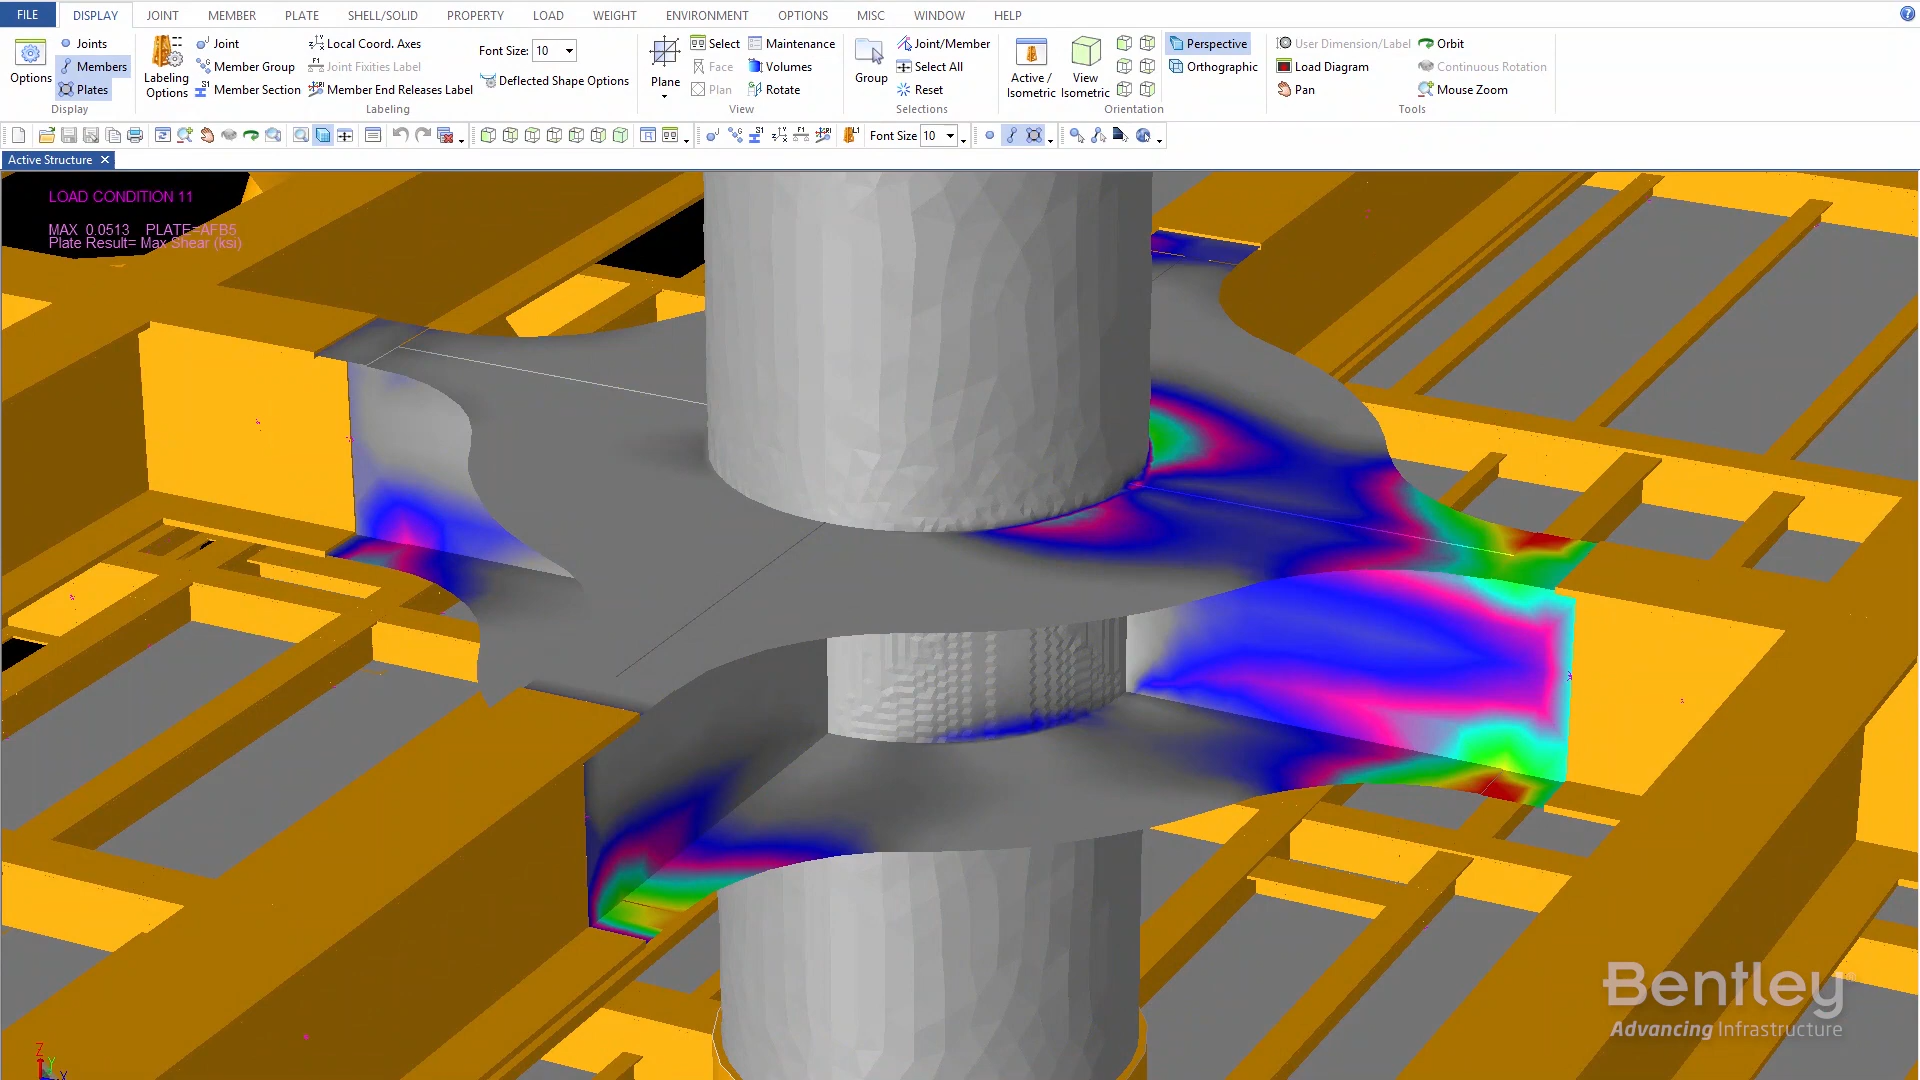 FILE DISPLAY JOINT MEMBER PLATE SHELL/SOLID PROPERTY LOAD WEIGHT ENVIRONMENT OPTIONS MISC WINDOW HELP
Options
Joints
Members
Plates
Display
Labeling Options
Joint
Member Group
Member Section
Local Coord. Axes
Joint Fixities Label
Member End Releases Label
Font Size: 10
Deflected Shape Options
Labeling
Plane
Select
Face
Plan
Maintenance
Volumes
Rotate
View
Group
Joint/Member
Select All
Reset
Selections
Active / Isometric
View Isometric
Perspective
Orthographic
Orientation
User Dimension/Label
Load Diagram
Pan
Orbit
Continuous Rotation
Mouse Zoom
Tools
Font Size 10
Active Structure
LOAD CONDITION 11
MAX 0.0513 PLATE=AFB5
Plate Result= Max Shear (ksi)
Z
Y
X
Bentley
Advancing Infrastructure